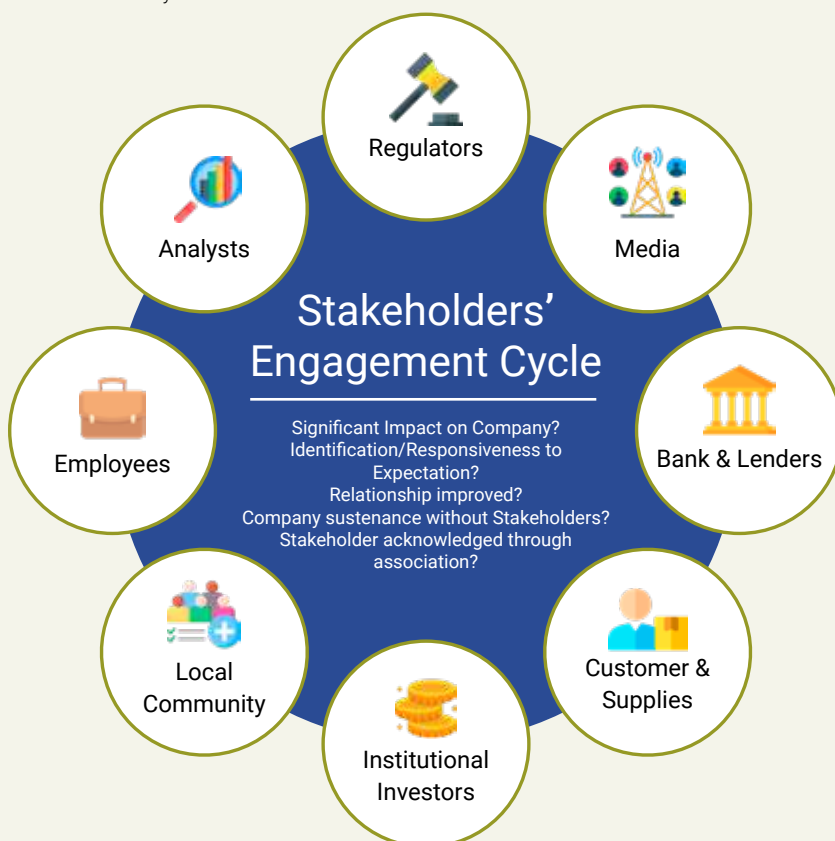 Regulators
Media
Bank & Lenders
Customer &
Supplies
Institutional
Investors
Local
Community
Employees
Analysts
Stakeholders’
Engagement Cycle
Significant Impact on Company?
Identification/Responsiveness to
Expectation?
Relationship improved?
Company sustenance without Stakeholders?
Stakeholder acknowledged through
association?